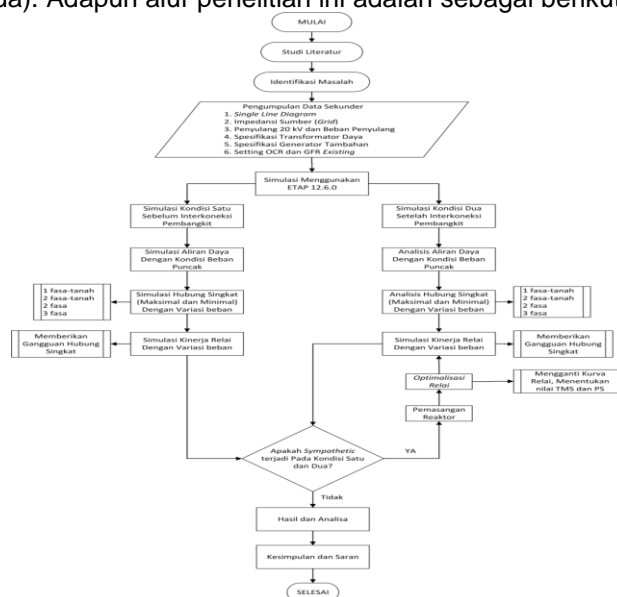 da). Adapun alur penelitian ini adalah sebagai berikut
MULAI
Studi Literatur
Identifikasi Masalah
Pengumpulan Data Sekunder
1. Single Line Diagram
2. Impedansi Sumber (Grid)
3. Penyulang 20 kV dan Beban Penyulang
4. Spesifikasi Transformator Daya
5. Spesifikasi Generator Tambahan
6. Setting OCR dan GFR Existing
Simulasi Menggunakan
ETAP 12.6.0
Simulasi Kondisi Satu
Sebelum Interkoneksi
Pembangkit
Simulasi Aliran Daya
Dengan Kondisi Beban
Puncak
1 fasa-tanah
2 fasa-tanah
2 fasa
3 fasa
Simulasi Hubung Singkat
(Maksimal dan Minimal)
Dengan Variasi beban
Memberikan
Gangguan Hubung
Singkat
Simulasi Kinerja Relai
Dengan Variasi beban
Simulasi Kondisi Dua
Setelah Interkoneksi
Pembangkit
Analisis Aliran Daya
Dengan Kondisi Beban
Puncak
Analisis Hubung Singkat
(Maksimal dan Minimal)
Dengan Variasi beban
1 fasa-tanah
2 fasa-tanah
2 fasa
3 fasa
Simulasi Kinerja Relai
Dengan Variasi beban
Memberikan
Gangguan Hubung
Singkat
Optimalisasi
Relai
Mengganti Kurva
Relai, Menentukan
nilai TMS dan PS
Pemasangan
Reaktor
Apakah Sympathetic
terjadi Pada Kondisi Satu
dan Dua?
YA
Tidak
Hasil dan Analisa
Kesimpulan dan Saran
SELESAI